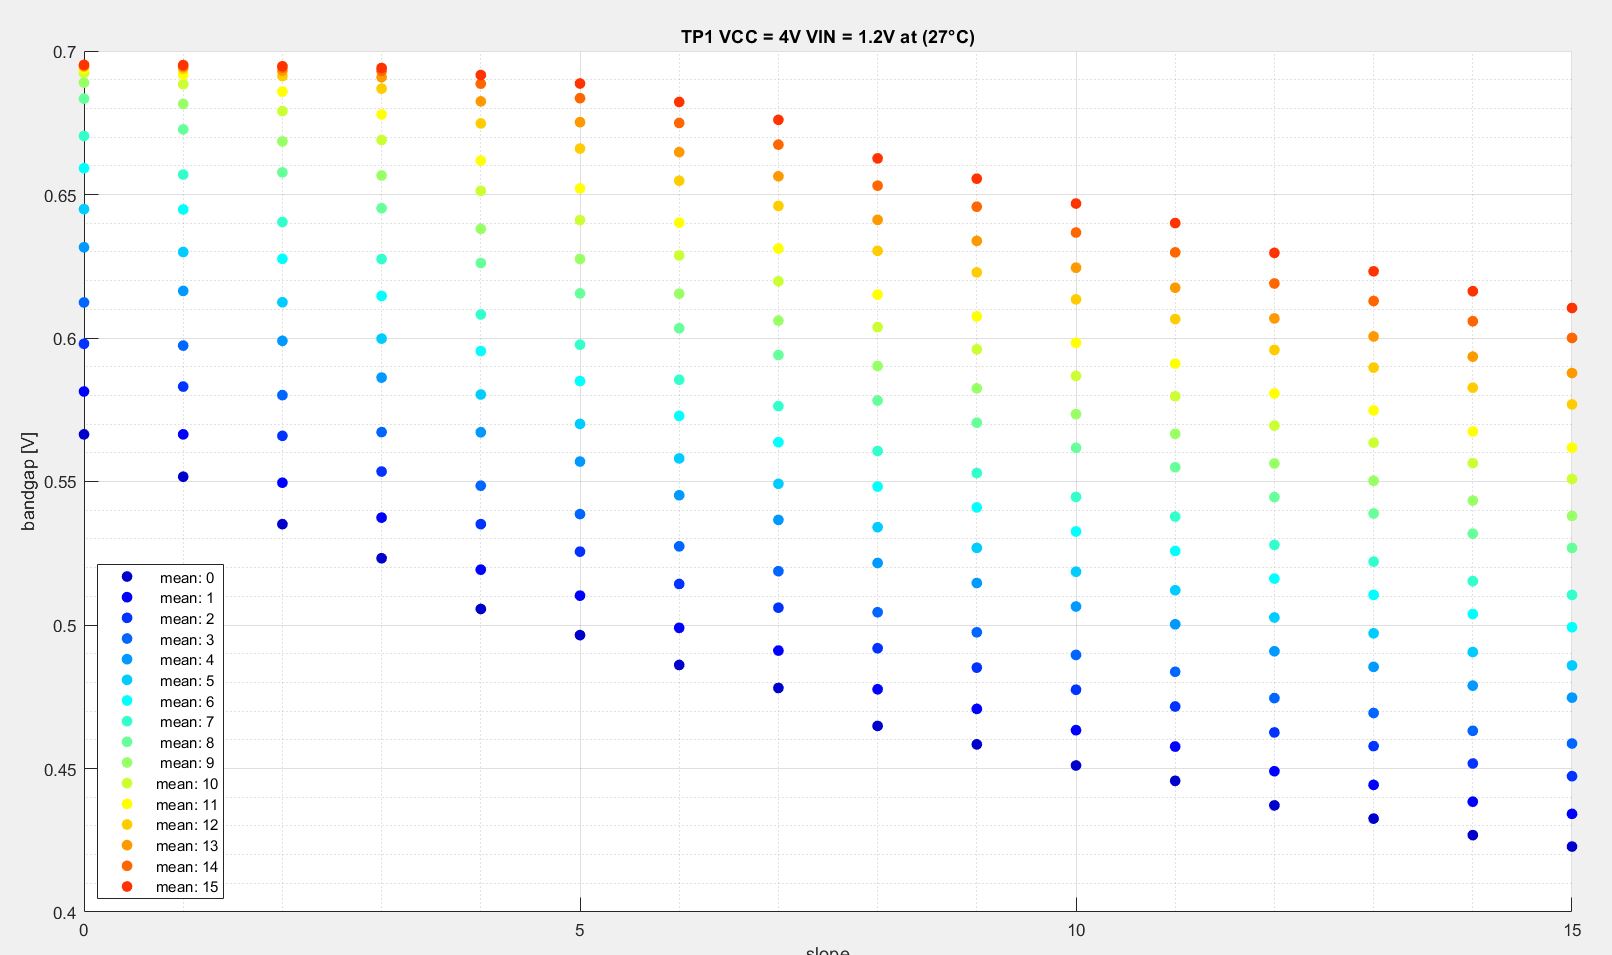 TP1 VCC = 4V VIN = 1.2V at (27°C)
bandgap [V]
0.7
0.65
0.6
0.55
0.5
0.45
0.4
mean: 0
mean: 1
mean: 2
mean: 3
mean: 4
mean: 5
mean: 6
mean: 7
mean: 8
mean: 9
mean: 10
mean: 11
mean: 12
mean: 13
mean: 14
mean: 15
0 5 10 15
slope